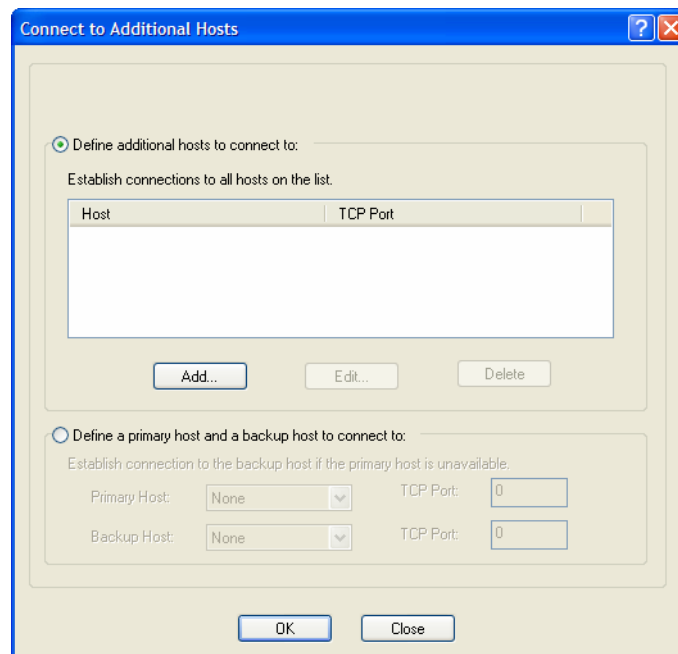 Connect to Additional Hosts
Define additional hosts to connect to:
Establish connections to all hosts on the list.
Host TCP Port
Add... Edit... Delete
Define a primary host and a backup host to connect to:
Establish connection to the backup host if the primary host is unavailable.
Primary Host: None TCP Port: 0
Backup Host: None TCP Port: 0
OK Close